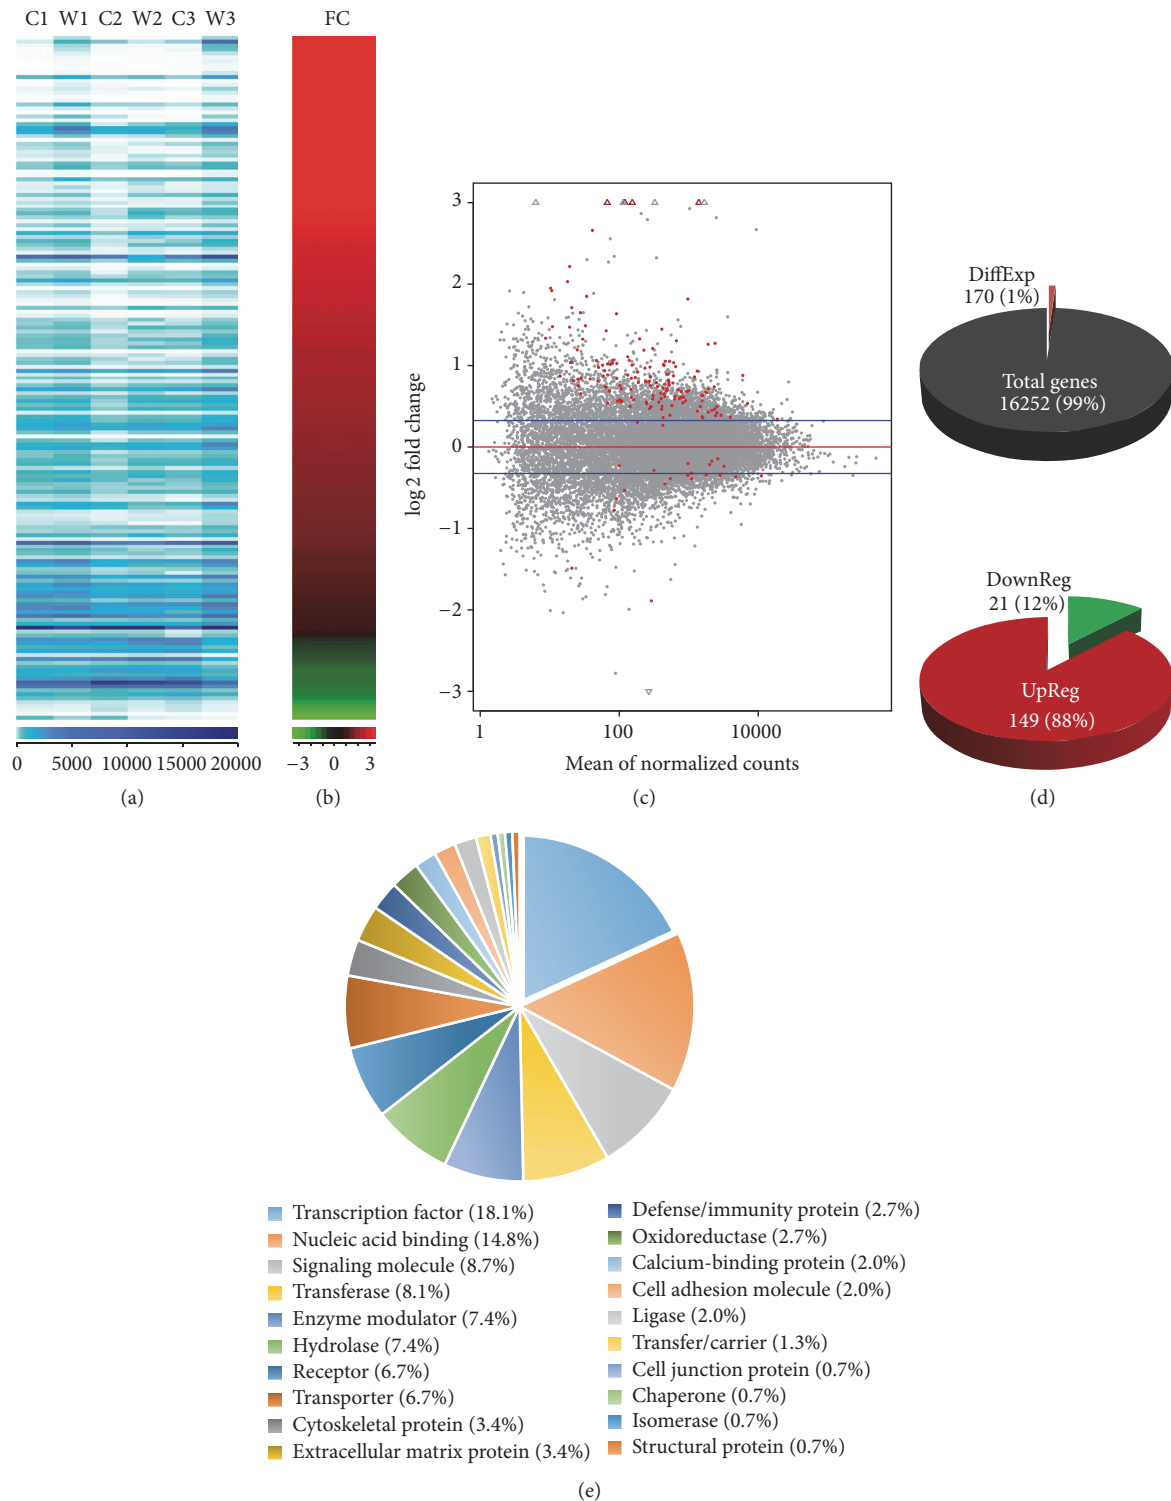 C1 W1 C2 W2 C3 W3
FC
0 5000 10000 15000 20000
(a)
−3 0 3
(b)
log2 fold change
3
2
1
0
−1
−2
−3
1 100 10000
Mean of normalized counts
(c)
DiffExp
170 (1%)
Total genes
16252 (99%)
DownReg
21 (12%)
UpReg
149 (88%)
(d)
Transcription factor (18.1%)
Nucleic acid binding (14.8%)
Signaling molecule (8.7%)
Transferase (8.1%)
Enzyme modulator (7.4%)
Hydrolase (7.4%)
Receptor (6.7%)
Transporter (6.7%)
Cytoskeletal protein (3.4%)
Extracellular matrix protein (3.4%)
Defense/immunity protein (2.7%)
Oxidoreductase (2.7%)
Calcium-binding protein (2.0%)
Cell adhesion molecule (2.0%)
Ligase (2.0%)
Transfer/carrier (1.3%)
Cell junction protein (0.7%)
Chaperone (0.7%)
Isomerase (0.7%)
Structural protein (0.7%)
(e)